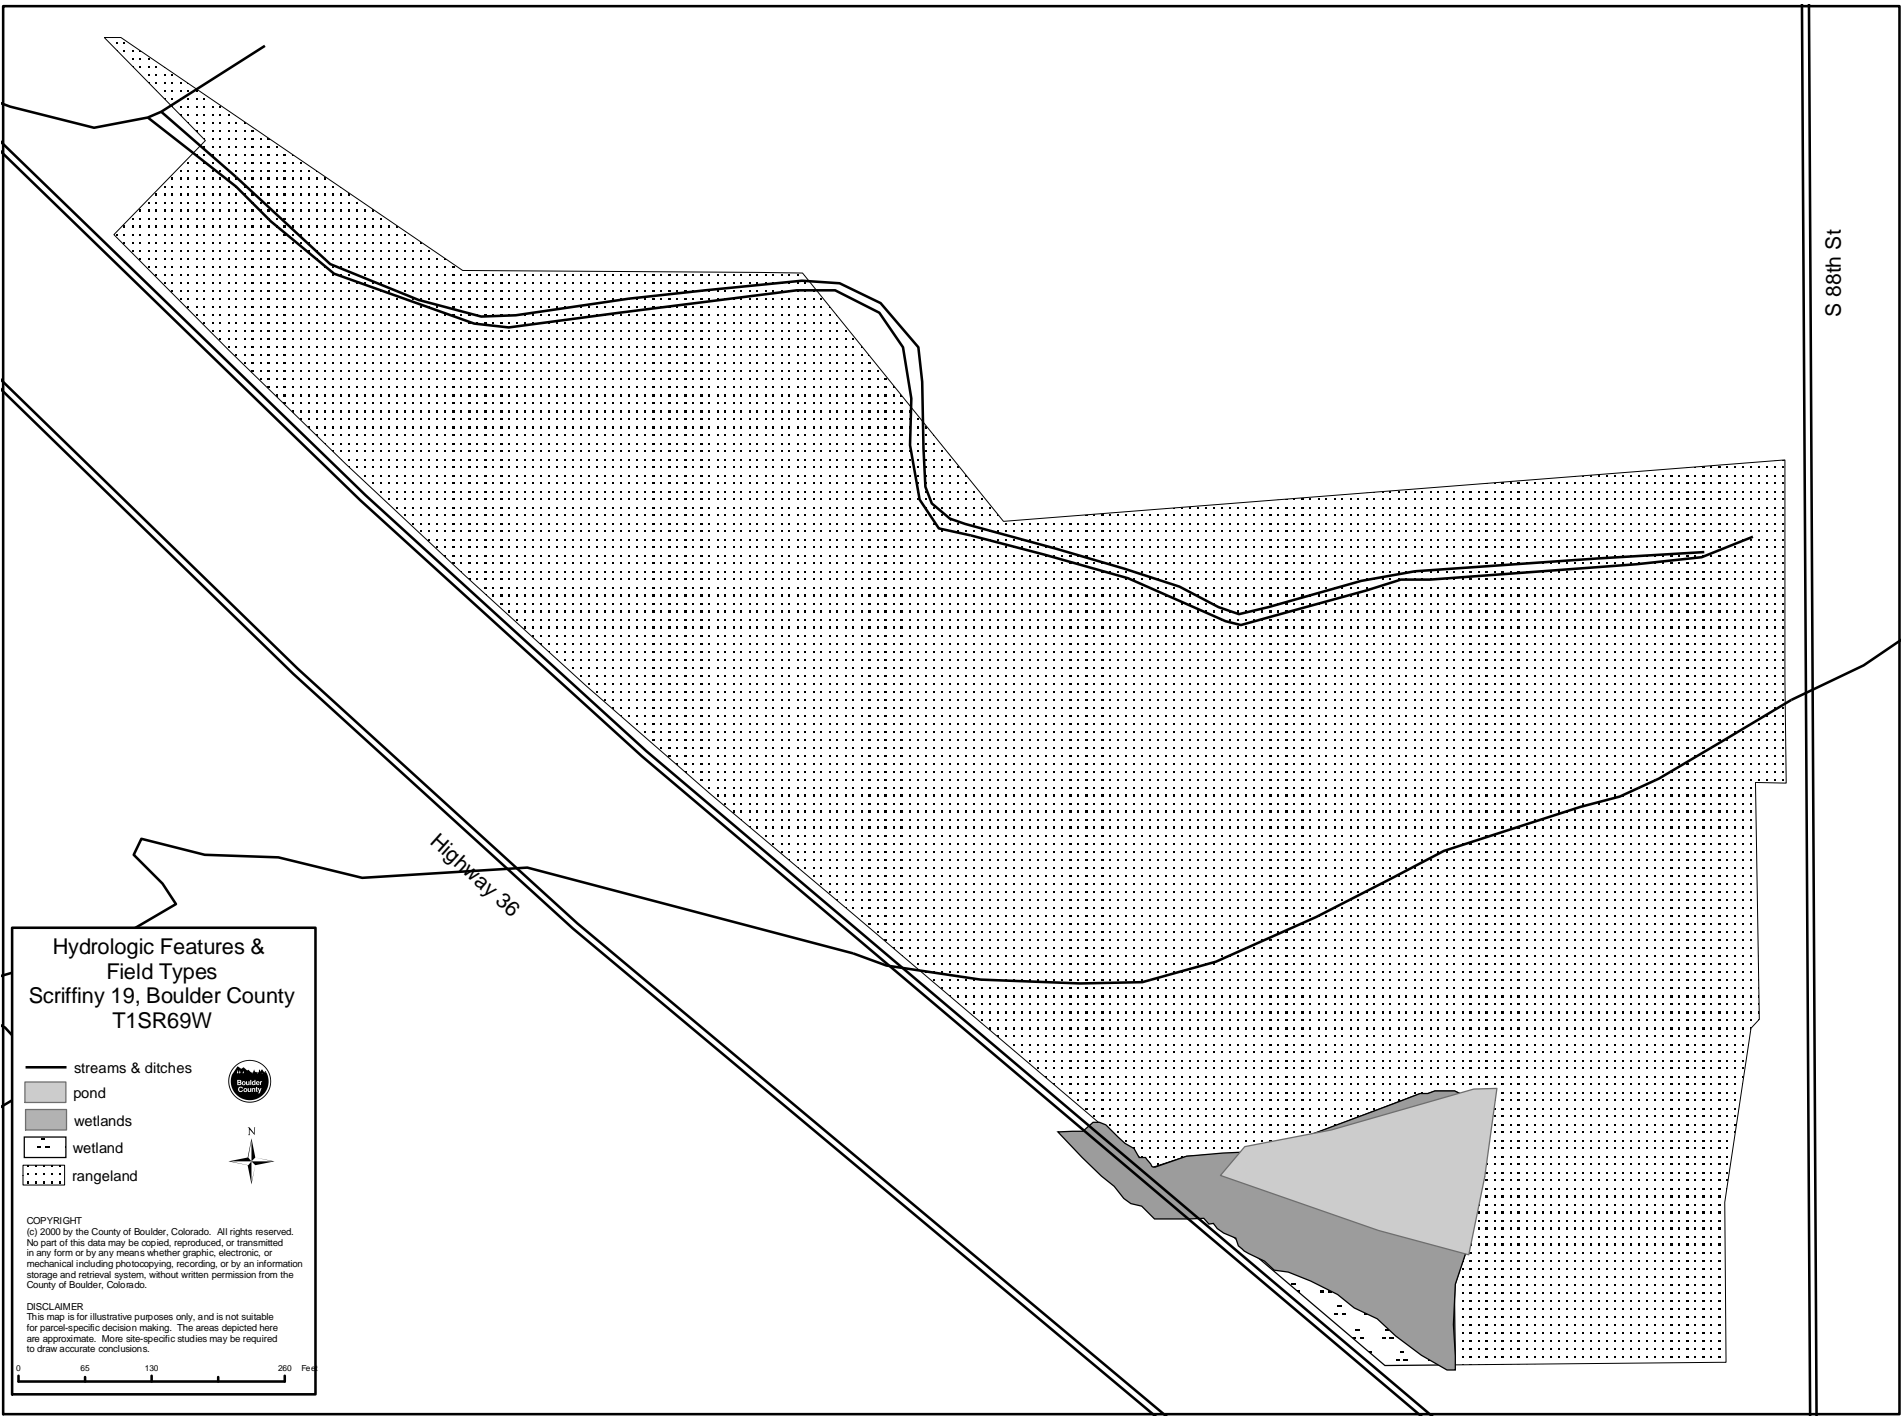 S 88th St
Highway 36
Hydrologic Features &
Field Types
Scriffiny 19, Boulder County
T1SR69W
streams & ditches
pond
wetlands
wetland
rangeland
Boulder
County
N
COPYRIGHT
(c) 2000 by the County of Boulder, Colorado.  All rights reserved.
No part of this data may be copied, reproduced, or transmitted
in any form or by any means whether graphic, electronic, or
mechanical including photocopying, recording, or by an information
storage and retrieval system, without written permission from the
County of Boulder, Colorado.
DISCLAIMER
This map is for illustrative purposes only, and is not suitable
for parcel-specific decision making.  The areas depicted here
are approximate.  More site-specific studies may be required
to draw accurate conclusions.
0 65 130 260 Feet